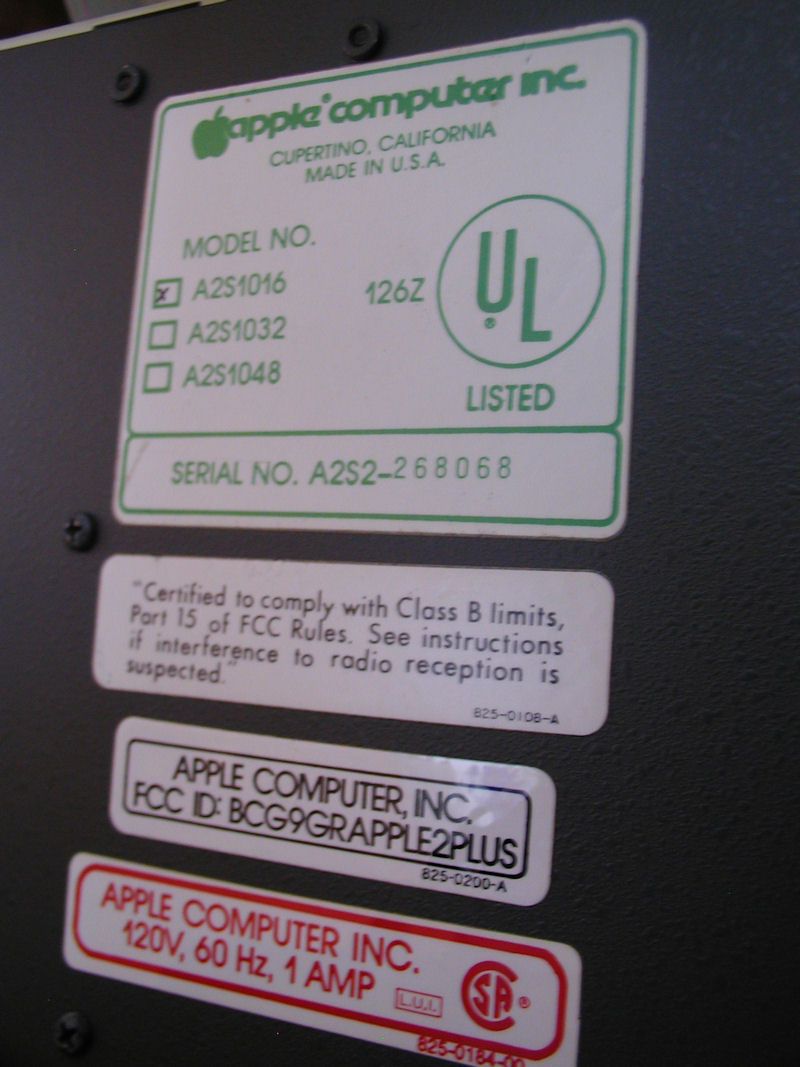 apple computer inc.
CUPERTINO, CALIFORNIA
MADE IN U.S.A.
MODEL NO.
x A2S1016
A2S1032
A2S1048
126Z
UL
®
LISTED
SERIAL NO. A2S2-268068
"Certified to comply with Class B limits,
Part 15 of FCC Rules. See instructions
if interference to radio reception is
suspected."
825-0108-A
APPLE COMPUTER, INC.
FCC ID: BCG9GRAPPLE2PLUS
825-0200-A
APPLE COMPUTER INC.
120V, 60 Hz, 1 AMP
L.U.I.
SA ®
825-0184-00